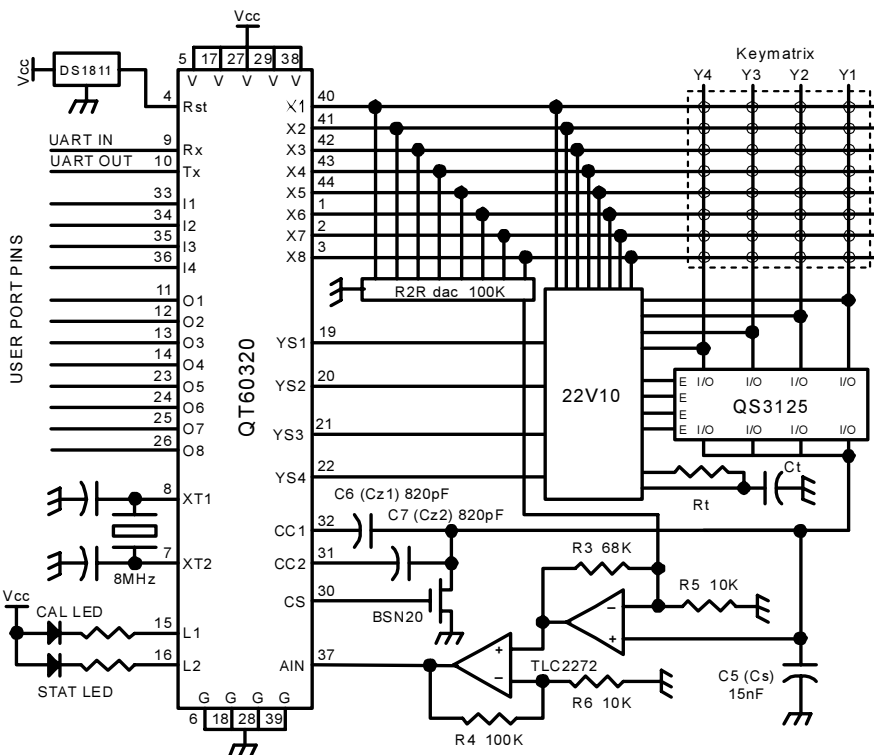 Vcc
5 17 27 29 38
V V V V V
Vcc
DS1811
Keymatrix
Y4 Y3 Y2 Y1
4 Rst
UART IN 9 Rx
UART OUT 10 Tx
33 I1
34 I2
35 I3
36 I4
USER PORT PINS
11 O1
12 O2
13 O3
14 O4
23 O5
24 O6
25 O7
26 O8
8 XT1
7 XT2
8MHz
Vcc
CAL LED
15 L1
16 L2
STAT LED
QT60320
X1 40
X2 41
X3 42
X4 43
X5 44
X6 1
X7 2
X8 3
R2R dac 100K
YS1 19
YS2 20
YS3 21
YS4 22
22V10
E I/O I/O I/O I/O
E
E
E I/O I/O I/O I/O
QS3125
Rt
Ct
C6 (Cz1) 820pF
C7 (Cz2) 820pF
CC1 32
CC2 31
CS 30
BSN20
AIN 37
R3 68K
R5 10K
−
+
+
−
TLC2272
R6 10K
R4 100K
C5 (Cs)
15nF
G G G G
6 18 28 39